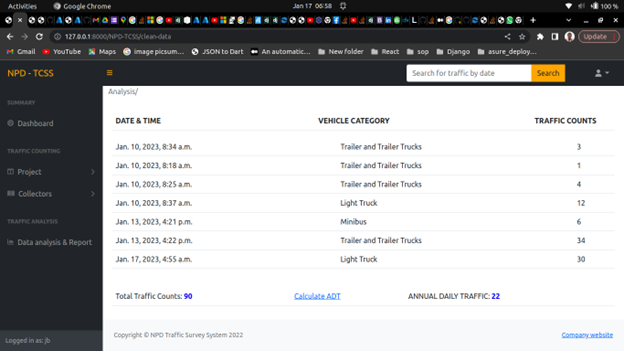 Activities Google Chrome Jan 17 06:58 100 %
127.0.0.1:8000/NPD-TCSS/clean-data Update
Gmail YouTube Maps image picsum... JSON to Dart An automatic... New folder React sop Django asure_deploy...
NPD - TCSS Search for traffic by date Search
Analysis/
SUMMARY
Dashboard
TRAFFIC COUNTING
Project
Collectors
TRAFFIC ANALYSIS
Data analysis & Report
Logged in as: jb
DATE & TIME VEHICLE CATEGORY TRAFFIC COUNTS
Jan. 10, 2023, 8:34 a.m. Trailer and Trailer Trucks 3
Jan. 10, 2023, 8:18 a.m. Trailer and Trailer Trucks 1
Jan. 10, 2023, 8:25 a.m. Trailer and Trailer Trucks 4
Jan. 10, 2023, 8:37 a.m. Light Truck 12
Jan. 13, 2023, 4:21 p.m. Minibus 6
Jan. 13, 2023, 4:22 p.m. Trailer and Trailer Trucks 34
Jan. 17, 2023, 4:55 a.m. Light Truck 30
Total Traffic Counts: 90 Calculate ADT ANNUAL DAILY TRAFFIC: 22
Copyright © NPD Traffic Survey System 2022 Company website